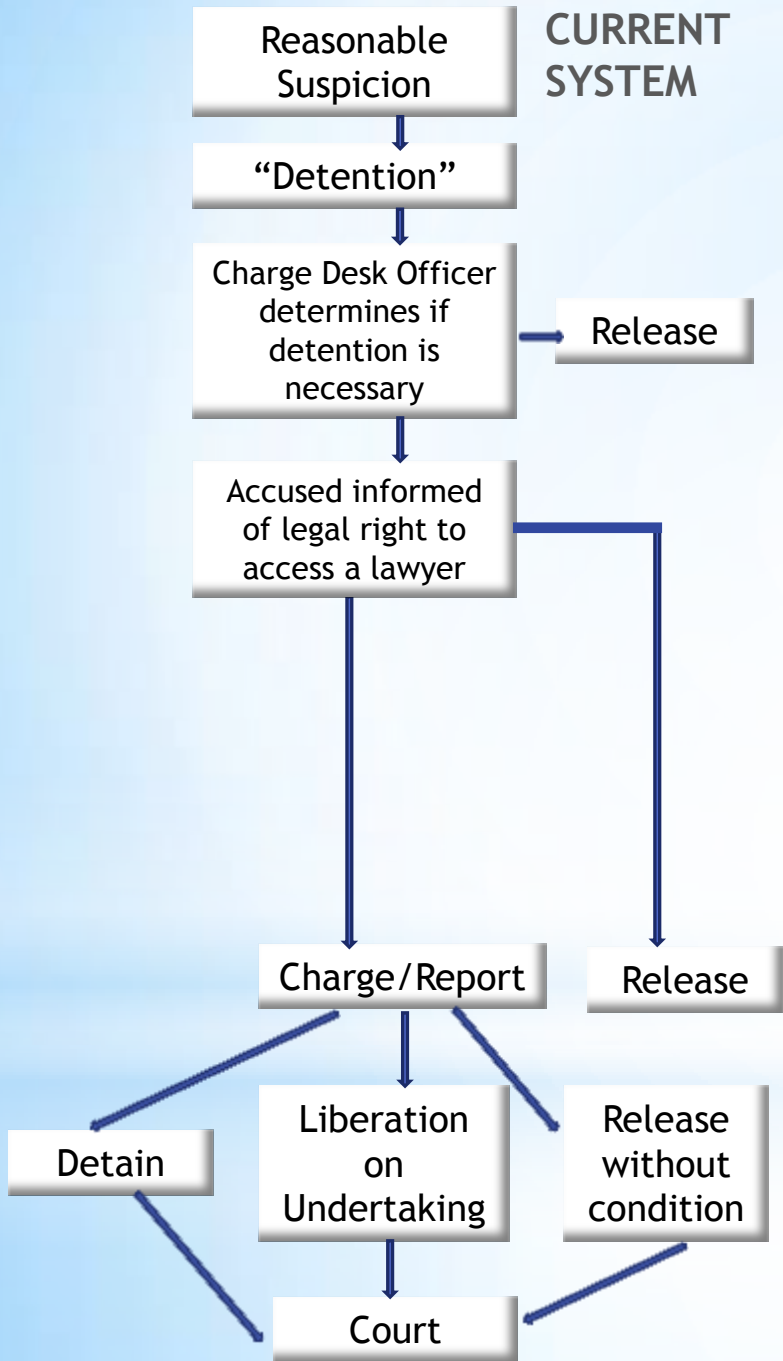 CURRENT
SYSTEM
Reasonable
Suspicion
“Detention”
Charge Desk Officer
determines if
detention is
necessary
Release
Accused informed
of legal right to
access a lawyer
Charge/Report
Release
Detain
Liberation
on
Undertaking
Release
without
condition
Court